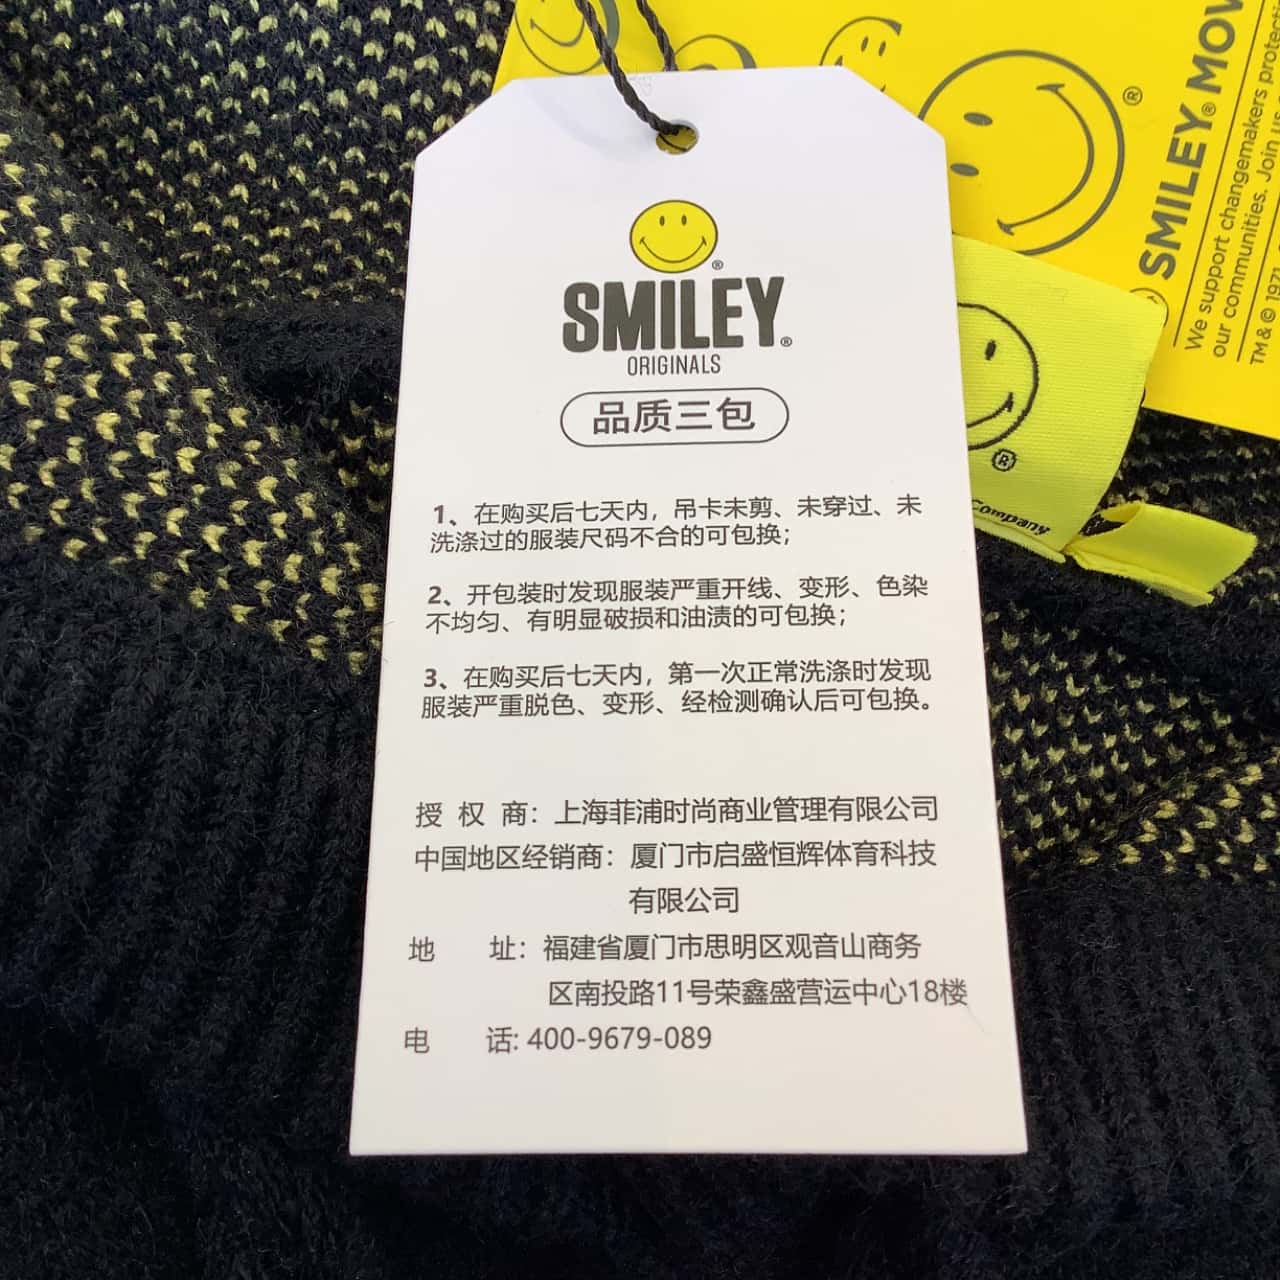 SMILEY®
ORIGINALS
品质三包
1、在购买后七天内，吊卡未剪、未穿过、未
洗涤过的服装尺码不合的可包换；
2、开包装时发现服装严重开线、变形、色染
不均匀、有明显破损和油渍的可包换；
3、在购买后七天内，第一次正常洗涤时发现
服装严重脱色、变形、经检测确认后可包换。
授 权 商：上海菲浦时尚商业管理有限公司
中国地区经销商：厦门市启盛恒辉体育科技
有限公司
地 址：福建省厦门市思明区观音山商务
区南投路11号荣鑫盛营运中心18楼
电 话: 400-9679-089
SMILEY® MOV
We support changemakers protecti
our communities. Join us
TM & © 1971
company
®